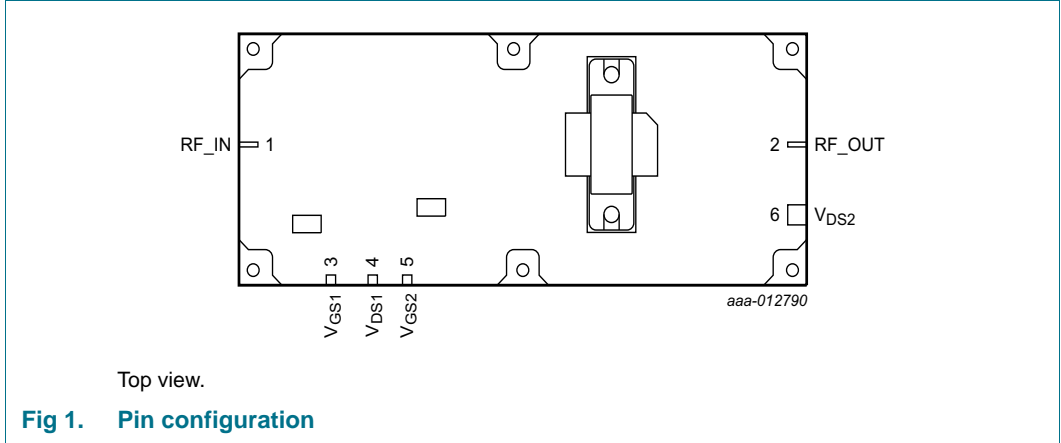 RF_IN 1
2 RF_OUT
6 VDS2
3 4 5
VGS1 VDS1 VGS2
aaa-012790
Top view.
Fig 1. Pin configuration